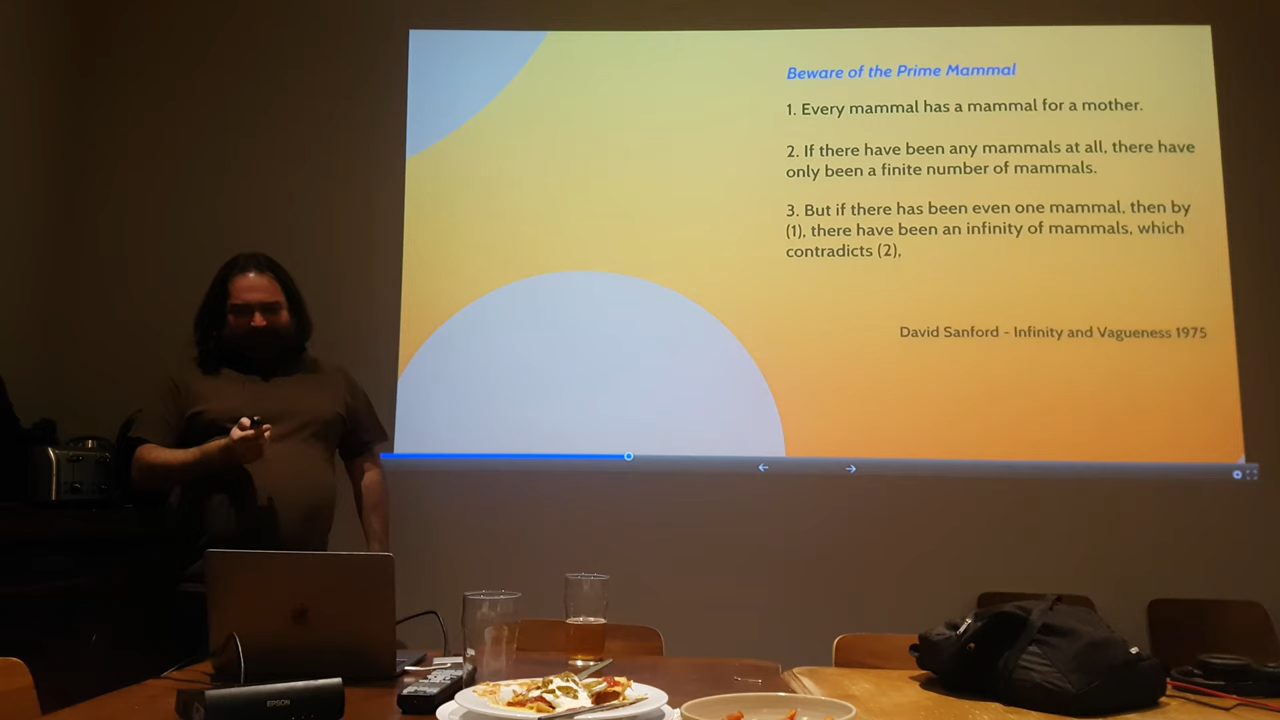 Beware of the Prime Mammal
1. Every mammal has a mammal for a mother.
2. If there have been any mammals at all, there have
only been a finite number of mammals.
3. But if there has been even one mammal, then by
(1), there have been an infinity of mammals, which
contradicts (2),
David Sanford - Infinity and Vagueness 1975
EPSON